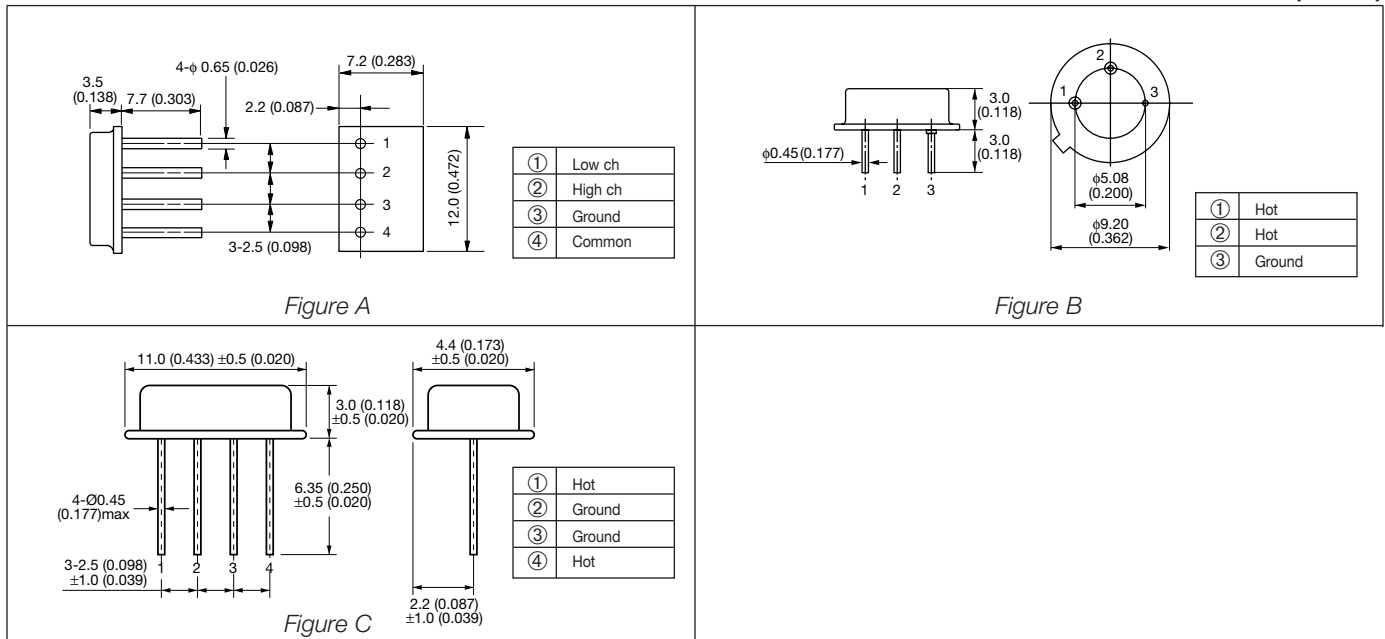 4-ϕ 0.65 (0.026)
3.5
(0.138)
7.7 (0.303)
7.2 (0.283)
2.2 (0.087)
1
2
3
4
12.0 (0.472)
3-2.5 (0.098)
① Low ch
② High ch
③ Ground
④ Common
Figure A
3.0
(0.118)
3.0
(0.118)
ϕ0.45(0.177)
1 2 3
2
1
3
ϕ5.08
(0.200)
ϕ9.20
(0.362)
① Hot
② Hot
③ Ground
Figure B
11.0 (0.433) ±0.5 (0.020)
3.0 (0.118)
±0.5 (0.020)
6.35 (0.250)
±0.5 (0.020)
4-Ø0.45
(0.177)max
3-2.5 (0.098)
±1.0 (0.039)
1 2 3 4
4.4 (0.173)
±0.5 (0.020)
2.2 (0.087)
±1.0 (0.039)
① Hot
② Ground
③ Ground
④ Hot
Figure C